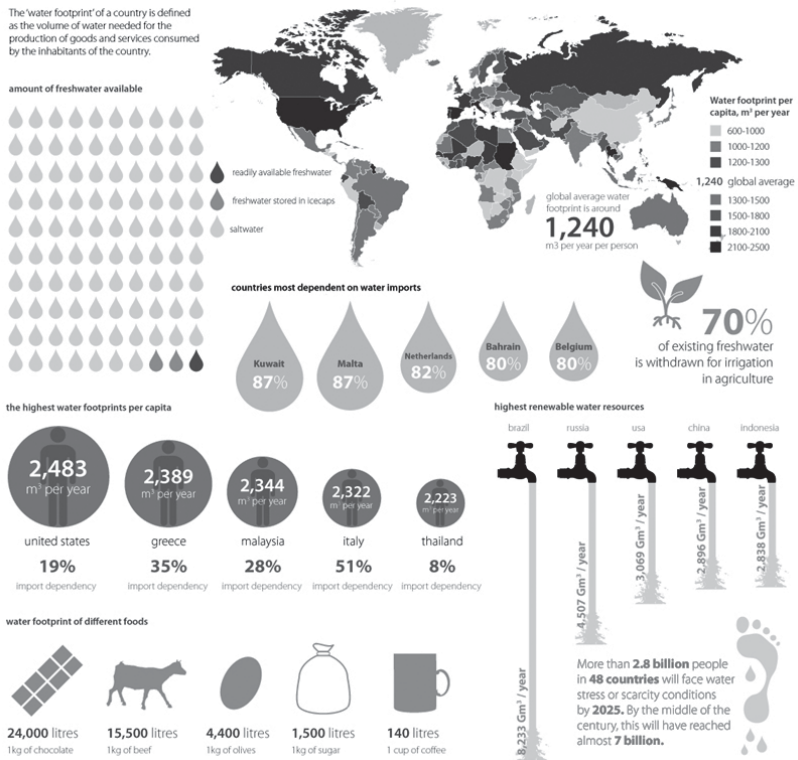 The 'water footprint' of a country is defined
as the volume of water needed for the
production of goods and services consumed
by the inhabitants of the country.
amount of freshwater available
readily available freshwater
freshwater stored in icecaps
saltwater
Water footprint per
capita, m³ per year
600-1000
1000-1200
1200-1300
1,240 global average
1300-1500
1500-1800
1800-2100
2100-2500
global average water
footprint is around
1,240
m3 per year per person
countries most dependent on water imports
Kuwait
87%
Malta
87%
Netherlands
82%
Bahrain
80%
Belgium
80%
70%
of existing freshwater
is withdrawn for irrigation
in agriculture
the highest water footprints per capita
2,483
m³ per year
united states
19%
import dependency
2,389
m³ per year
greece
35%
import dependency
2,344
m³ per year
malaysia
28%
import dependency
2,322
m³ per year
italy
51%
import dependency
2,223
m³ per year
thailand
8%
import dependency
highest renewable water resources
brazil
8,233 Gm³ / year
russia
4,507 Gm³ / year
usa
3,069 Gm³ / year
china
2,896 Gm³ / year
indonesia
2,838 Gm³ / year
water footprint of different foods
24,000 litres
1kg of chocolate
15,500 litres
1kg of beef
4,400 litres
1kg of olives
1,500 litres
1kg of sugar
140 litres
1 cup of coffee
More than 2.8 billion people
in 48 countries will face water
stress or scarcity conditions
by 2025. By the middle of the
century, this will have reached
almost 7 billion.